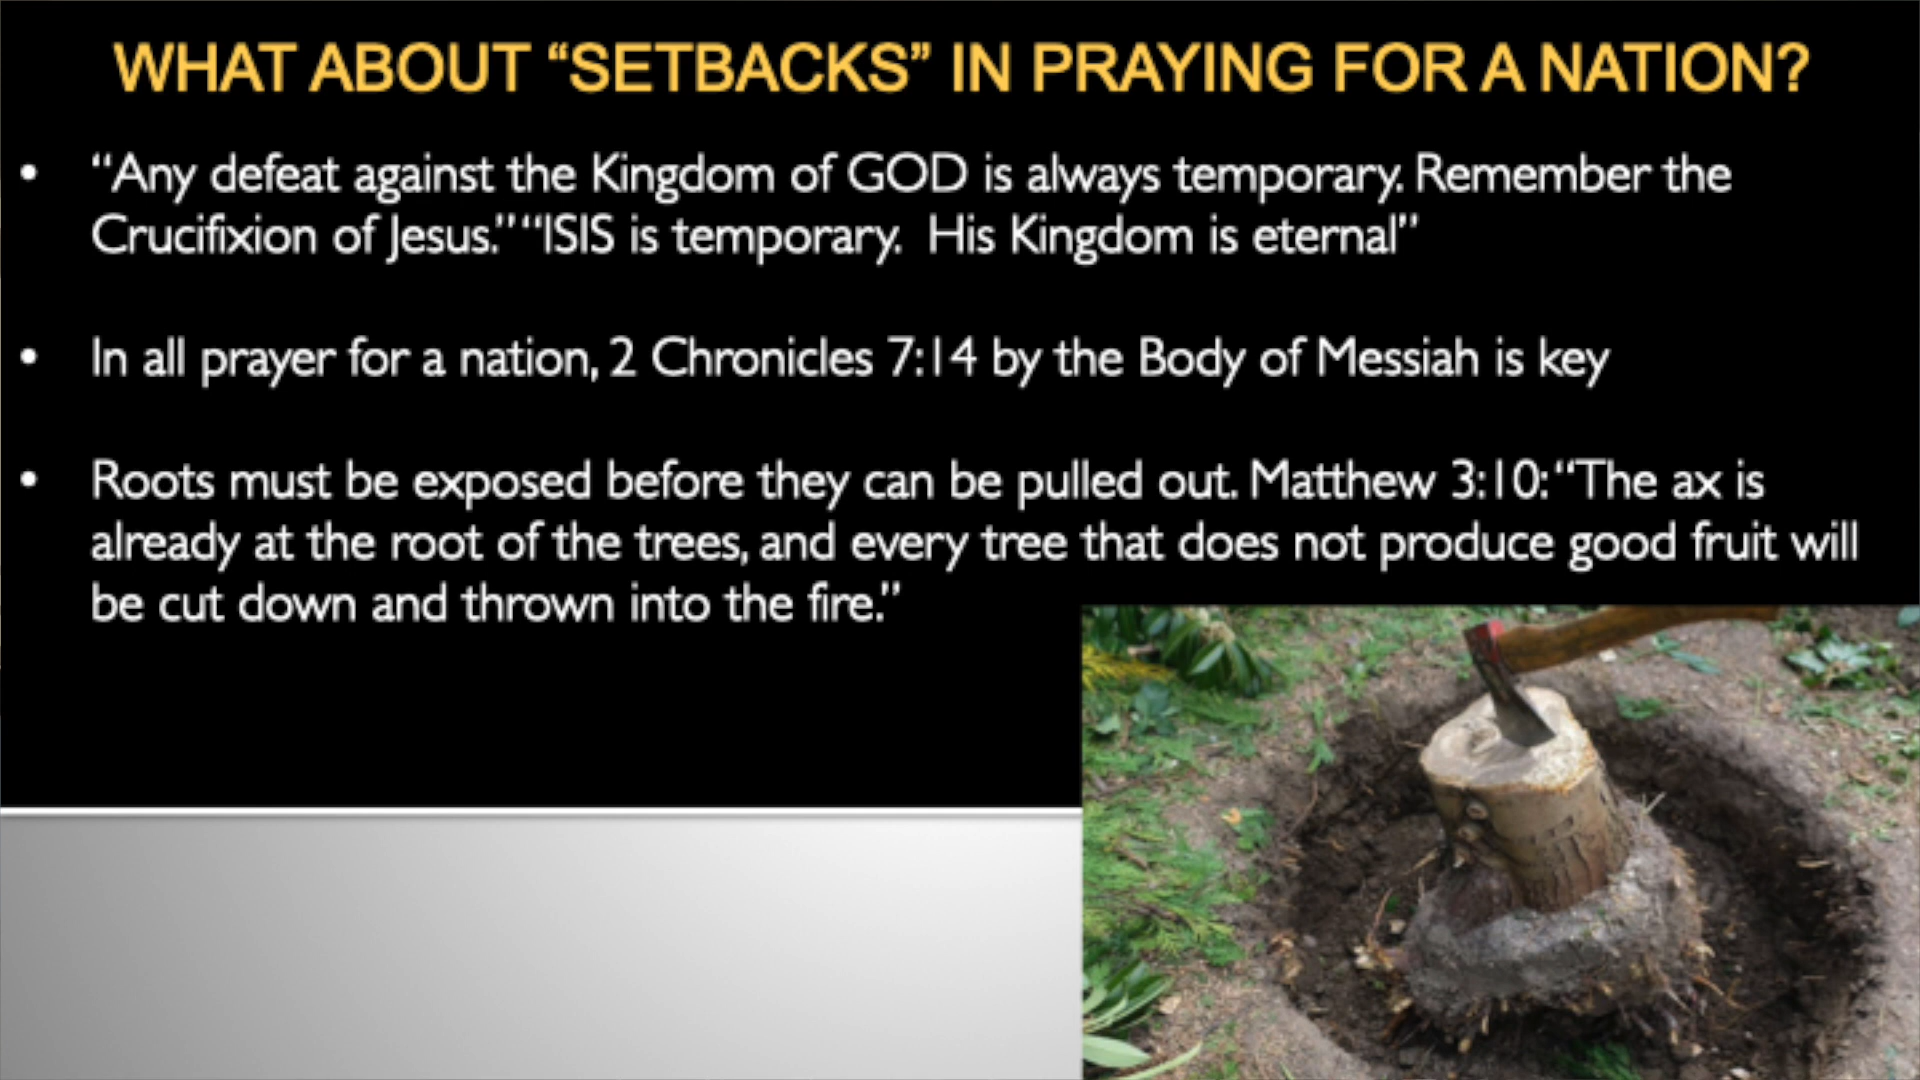 WHAT ABOUT “SETBACKS” IN PRAYING FOR A NATION?
• “Any defeat against the Kingdom of GOD is always temporary. Remember the
Crucifixion of Jesus.” “ISIS is temporary.  His Kingdom is eternal”
• In all prayer for a nation, 2 Chronicles 7:14 by the Body of Messiah is key
• Roots must be exposed before they can be pulled out. Matthew 3:10: “The ax is
already at the root of the trees, and every tree that does not produce good fruit will
be cut down and thrown into the fire.”